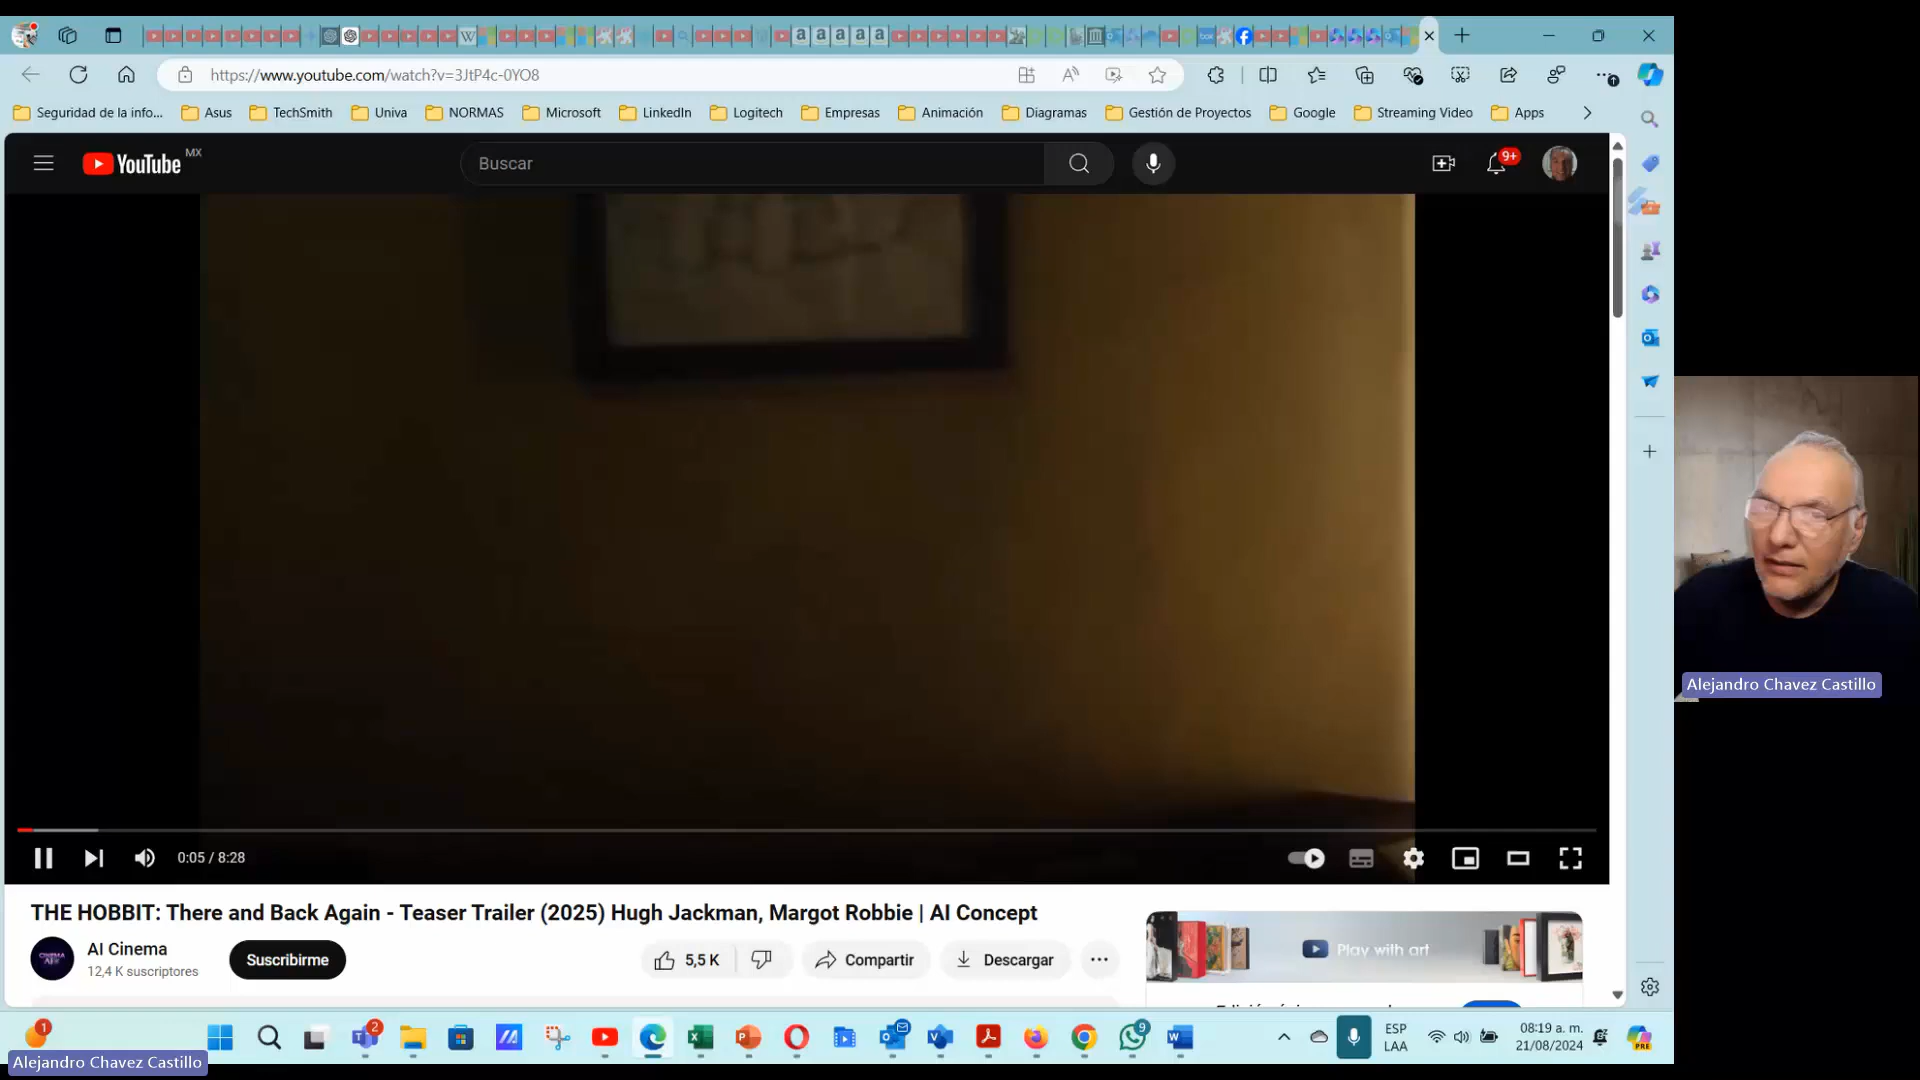 https://www.youtube.com/watch?v=3JtP4c-0YO8
Seguridad de la info...
Asus
TechSmith
Univa
NORMAS
Microsoft
LinkedIn
Logitech
Empresas
Animación
Diagramas
Gestión de Proyectos
Google
Streaming Video
Apps
YouTube MX
Buscar
9+
Alejandro Chavez Castillo
0:05 / 8:28
THE HOBBIT: There and Back Again - Teaser Trailer (2025) Hugh Jackman, Margot Robbie | AI Concept
AI Cinema
12,4 K suscriptores
Suscribirme
5,5 K
Compartir
Descargar
Play with art
1
2
9
ESP
LAA
08:19 a. m.
21/08/2024
PRE
Alejandro Chavez Castillo